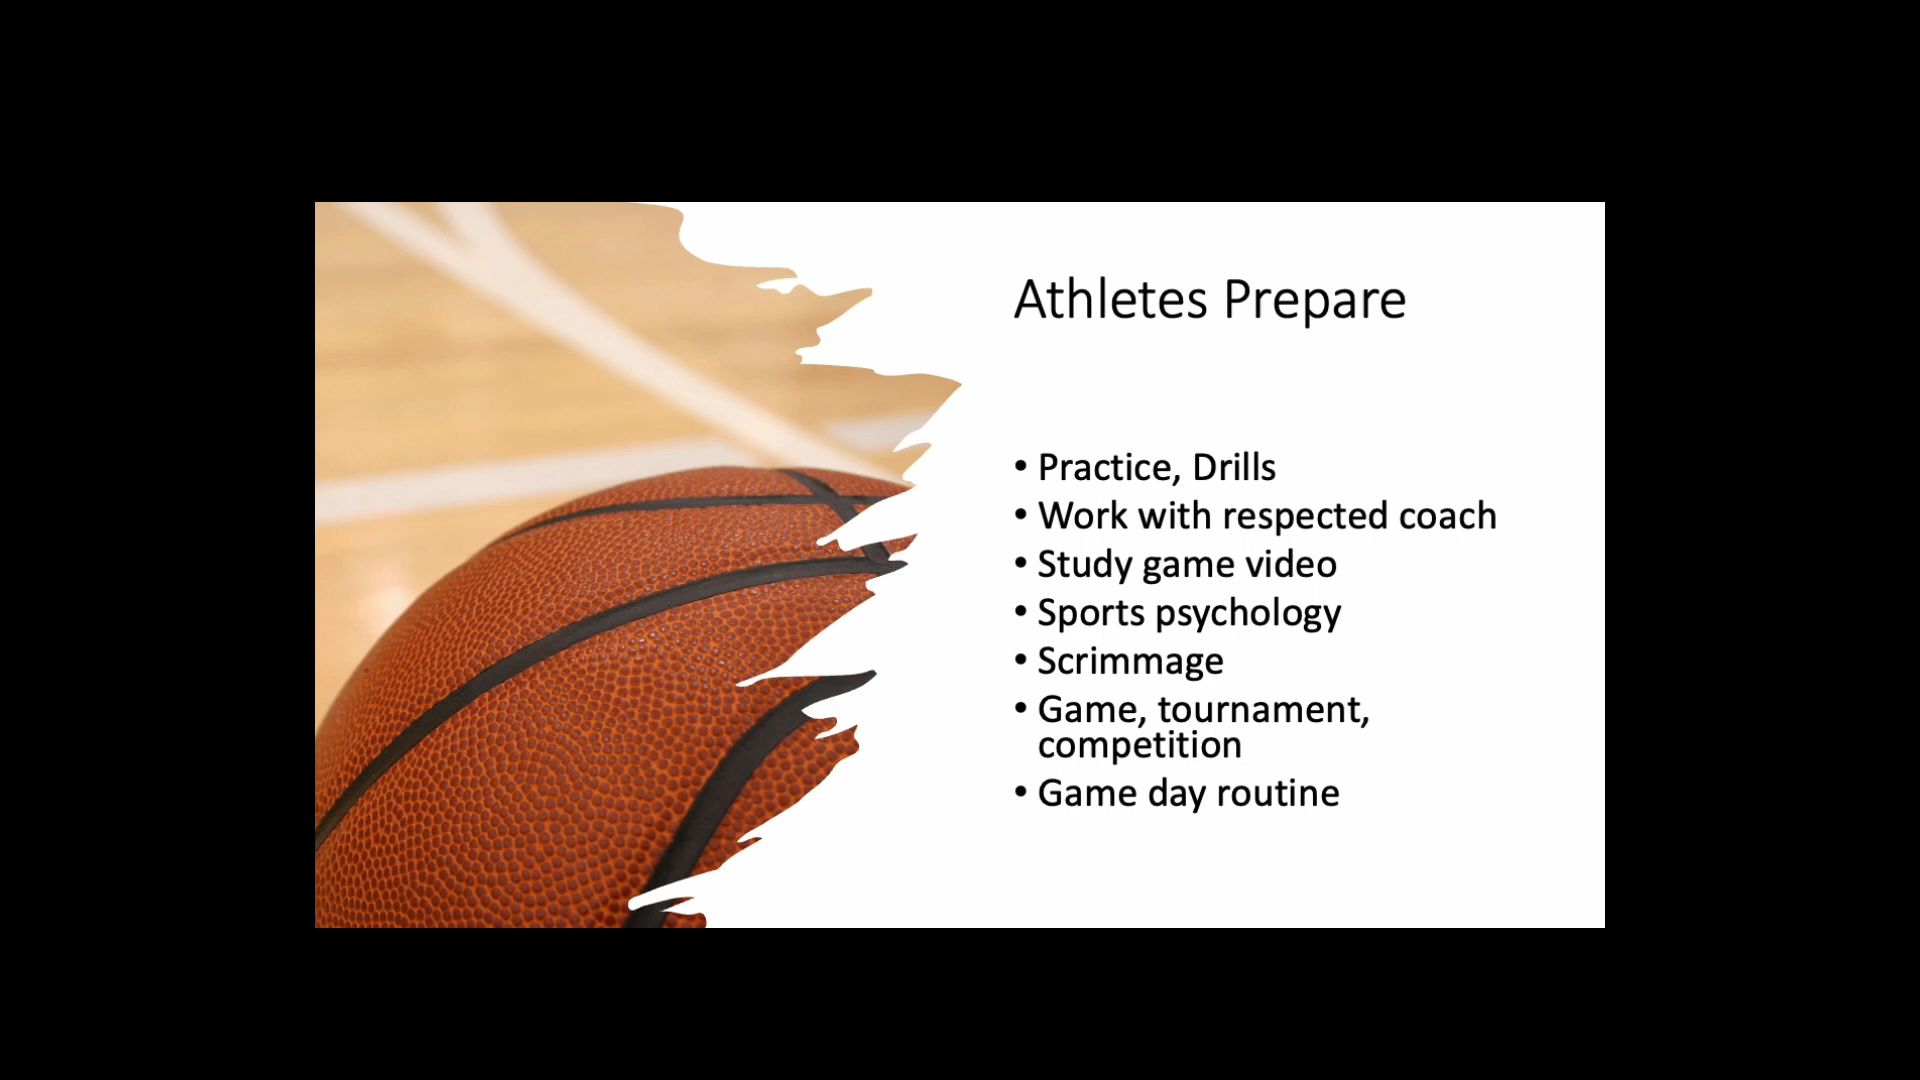 Athletes Prepare
• Practice, Drills
• Work with respected coach
• Study game video
• Sports psychology
• Scrimmage
• Game, tournament,
competition
• Game day routine